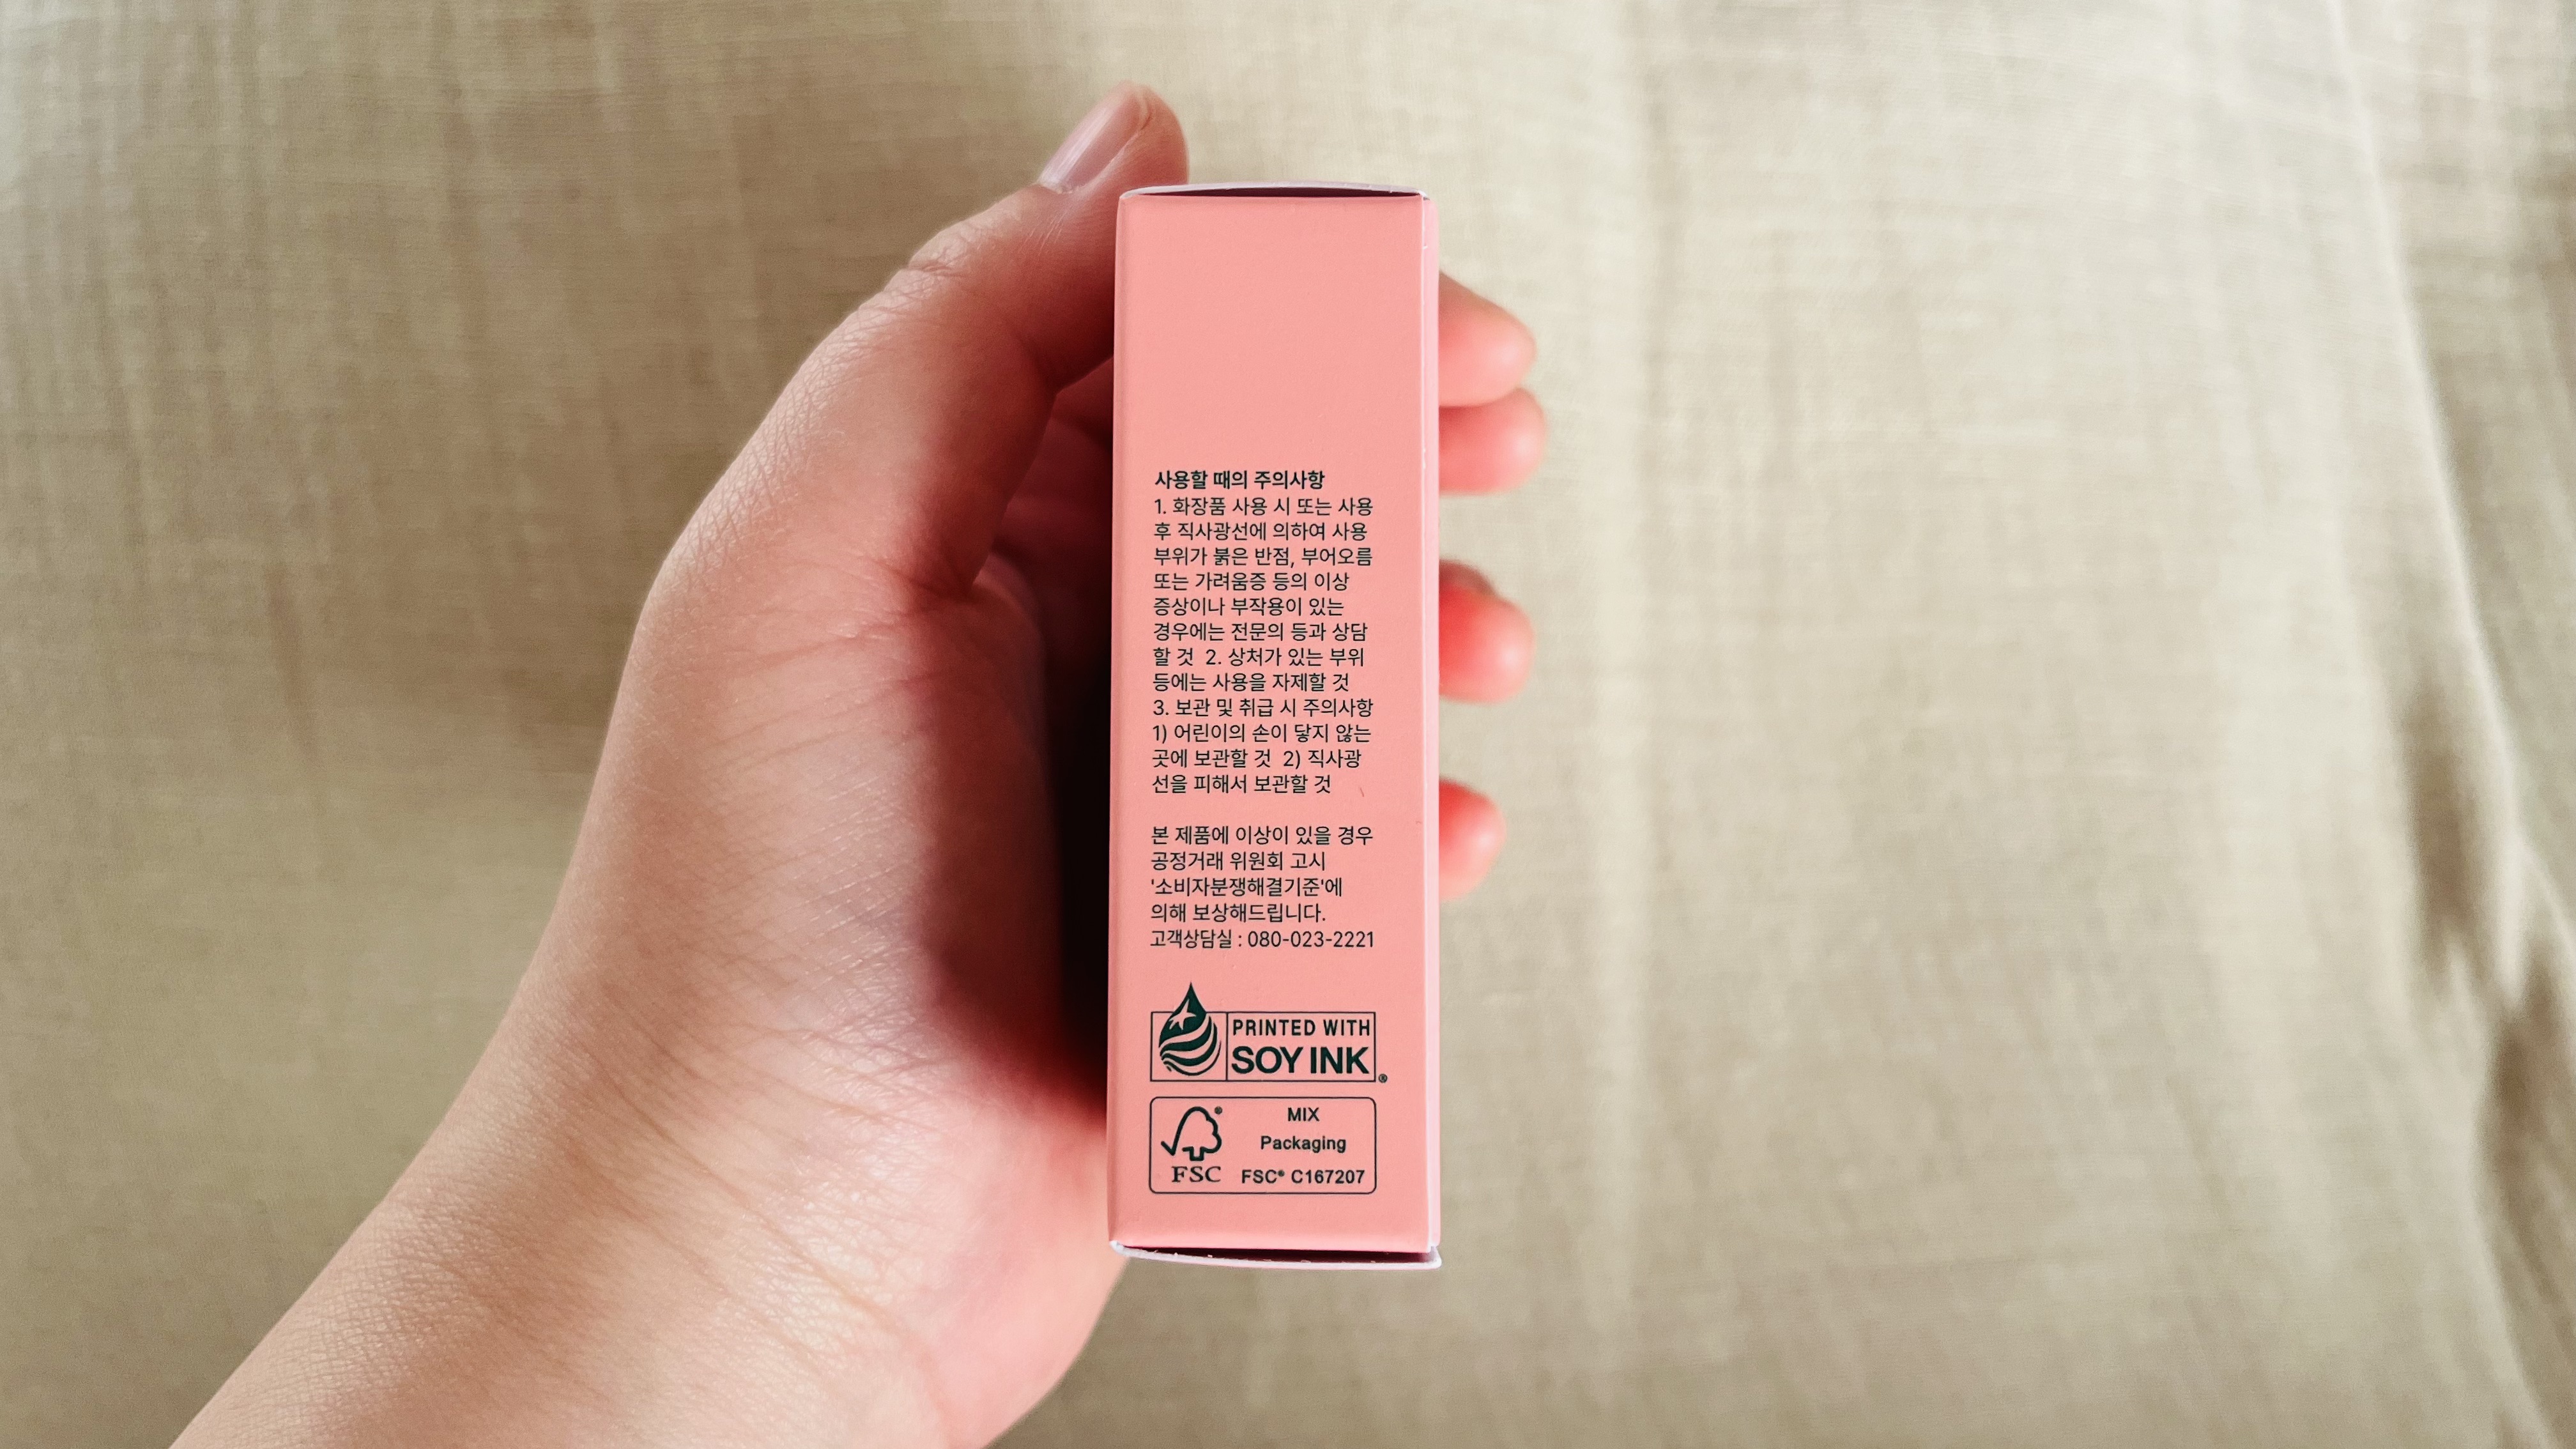 사용할 때의 주의사항
1. 화장품 사용 시 또는 사용
후 직사광선에 의하여 사용
부위가 붉은 반점, 부어오름
또는 가려움증 등의 이상
증상이나 부작용이 있는
경우에는 전문의 등과 상담
할 것 2. 상처가 있는 부위
등에는 사용을 자제할 것
3. 보관 및 취급 시 주의사항
1) 어린이의 손이 닿지 않는
곳에 보관할 것 2) 직사광
선을 피해서 보관할 것
본 제품에 이상이 있을 경우
공정거래 위원회 고시
'소비자분쟁해결기준'에
의해 보상해드립니다.
고객상담실 : 080-023-2221
PRINTED WITH
SOY INK®
MIX
Packaging
FSC® C167207
FSC